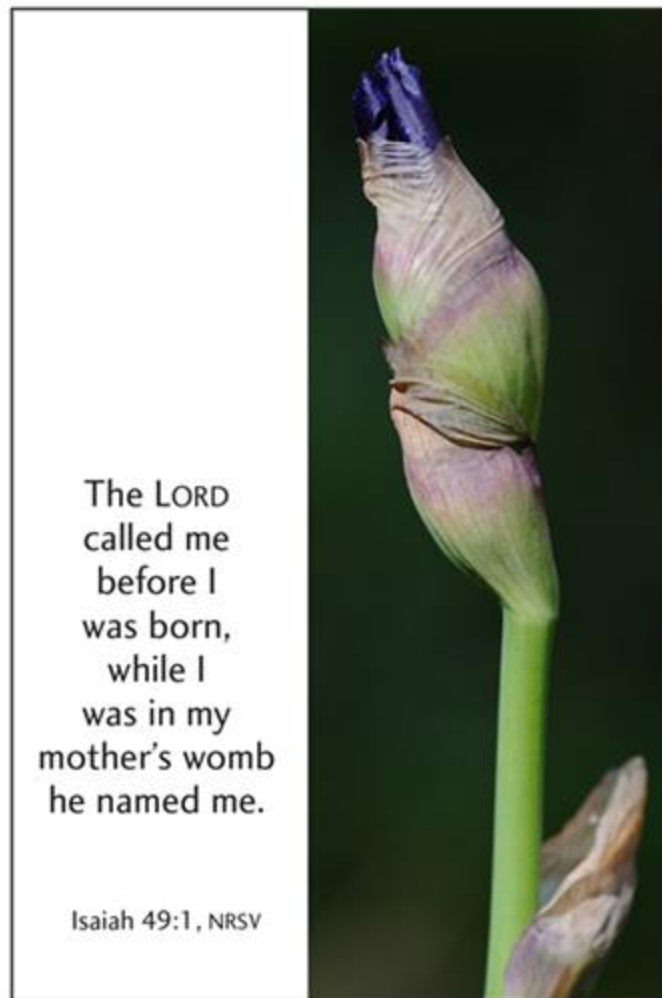 The LORD
called me
before I
was born,
while I
was in my
mother’s womb
he named me.
Isaiah 49:1, NRSV